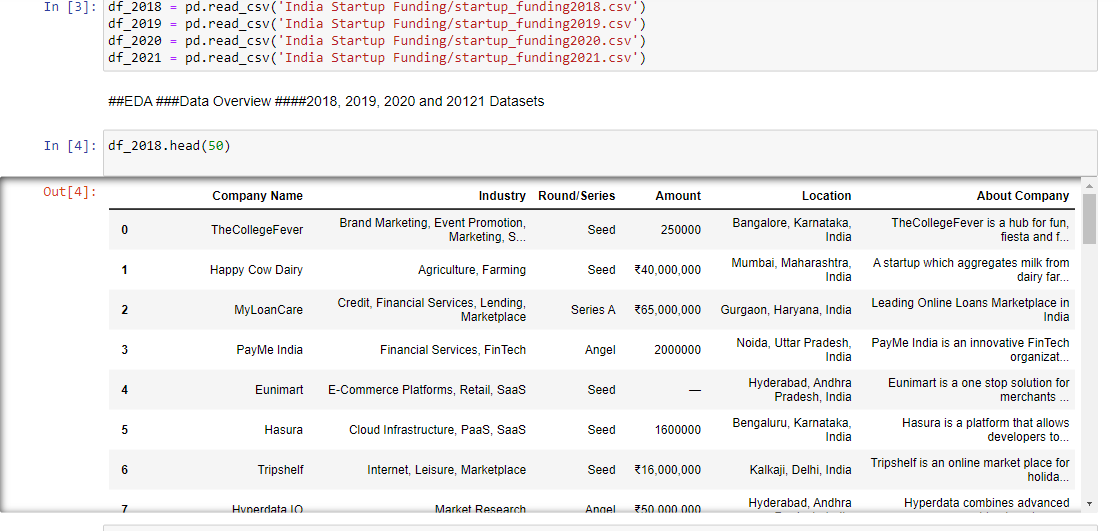 In [3]: df_2018 = pd.read_csv('India Startup Funding/startup_funding2018.csv')
df_2019 = pd.read_csv('India Startup Funding/startup_funding2019.csv')
df_2020 = pd.read_csv('India Startup Funding/startup_funding2020.csv')
df_2021 = pd.read_csv('India Startup Funding/startup_funding2021.csv')
##EDA ###Data Overview ####2018, 2019, 2020 and 20121 Datasets
In [4]: df_2018.head(50)
Out[4]:
Company Name Industry Round/Series Amount Location About Company
0 TheCollegeFever Brand Marketing, Event Promotion, Seed 250000 Bangalore, Karnataka, TheCollegeFever is a hub for fun,
Marketing, S... India fiesta and f...
1 Happy Cow Dairy Agriculture, Farming Seed ₹40,000,000 Mumbai, Maharashtra, A startup which aggregates milk from
India dairy far...
2 MyLoanCare Credit, Financial Services, Lending, Series A ₹65,000,000 Gurgaon, Haryana, India Leading Online Loans Marketplace in
Marketplace India
3 PayMe India Financial Services, FinTech Angel 2000000 Noida, Uttar Pradesh, PayMe India is an innovative FinTech
India organizat...
4 Eunimart E-Commerce Platforms, Retail, SaaS Seed — Hyderabad, Andhra Eunimart is a one stop solution for
Pradesh, India merchants ...
5 Hasura Cloud Infrastructure, PaaS, SaaS Seed 1600000 Bengaluru, Karnataka, Hasura is a platform that allows
India developers to...
6 Tripshelf Internet, Leisure, Marketplace Seed ₹16,000,000 Kalkaji, Delhi, India Tripshelf is an online market place for
holida...
7 Hyperdata.IO Market Research Angel ₹50,000,000 Hyderabad, Andhra Hyperdata combines advanced